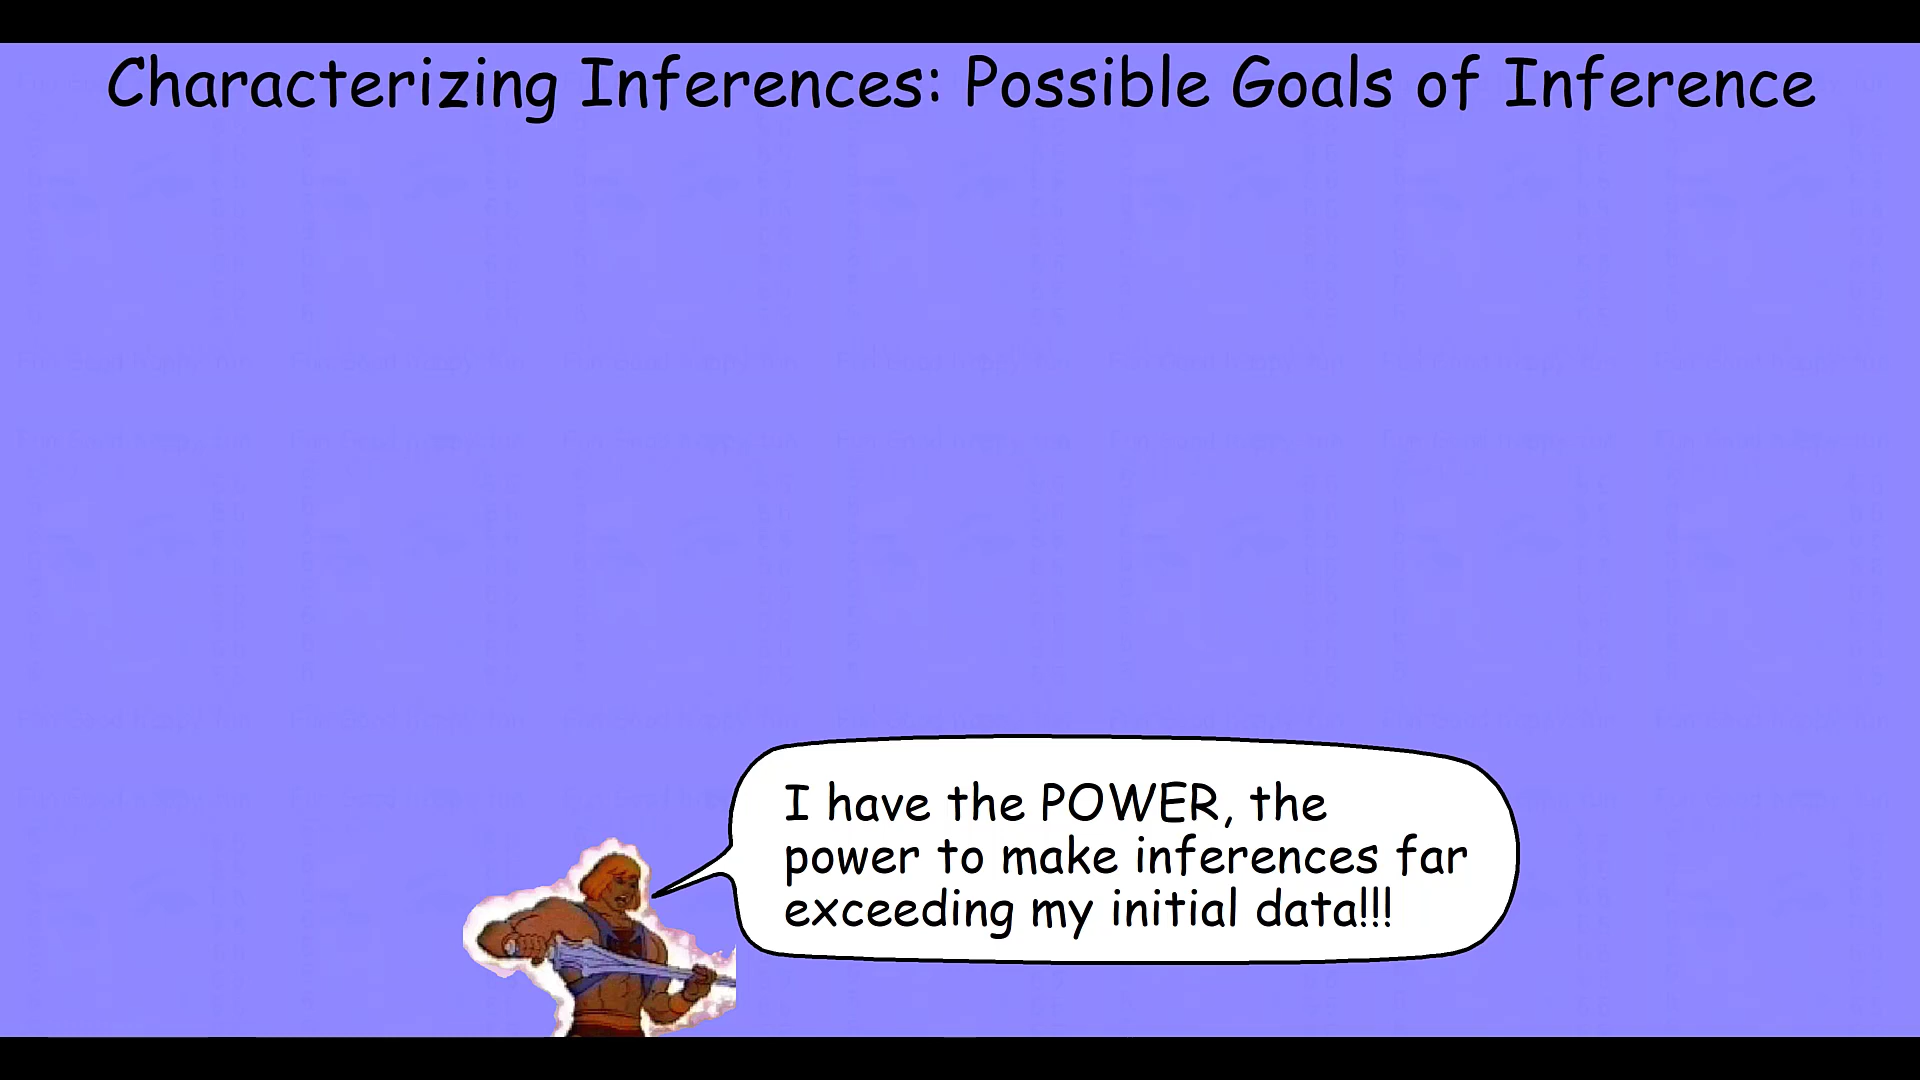 Characterizing Inferences: Possible Goals of Inference
I have the POWER, the
power to make inferences far
exceeding my initial data!!!